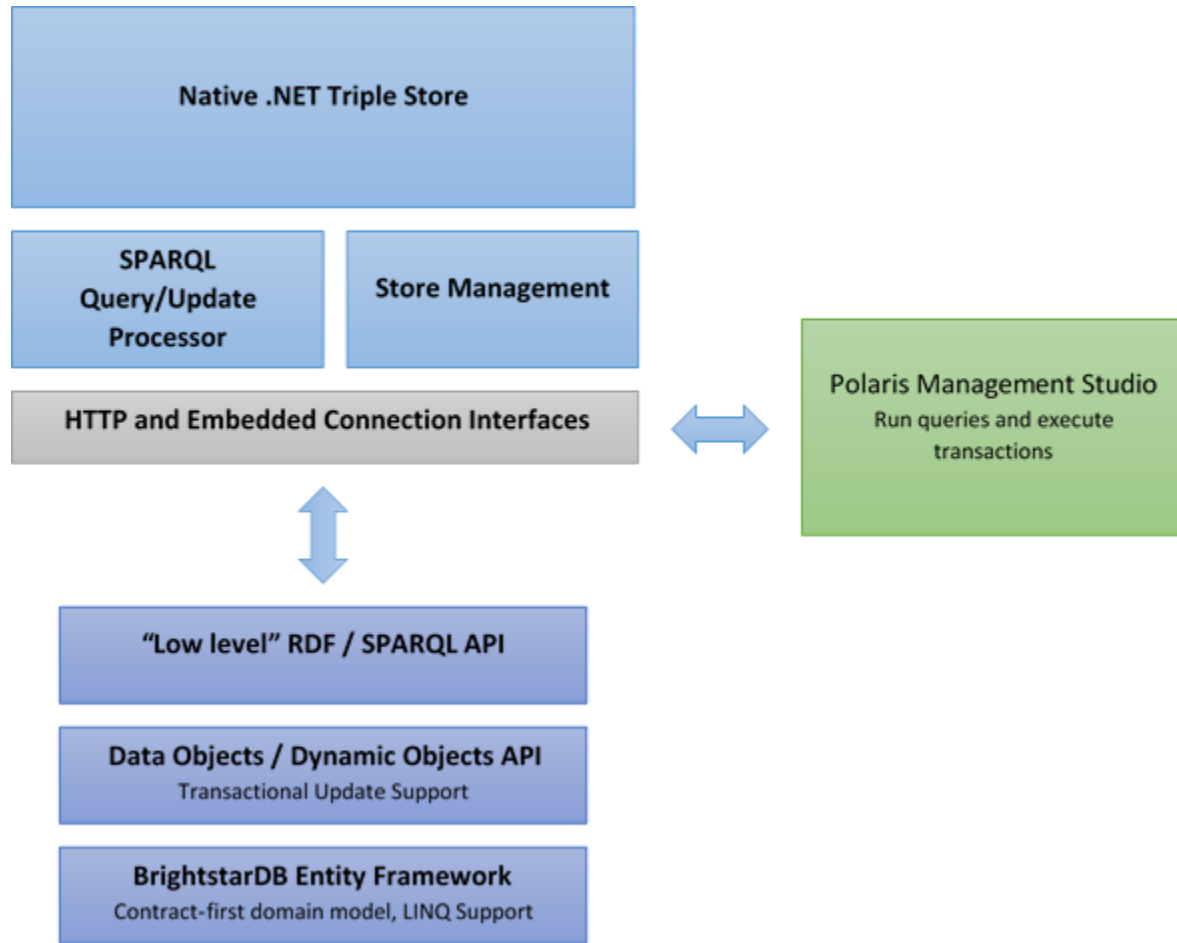 Native .NET Triple Store
SPARQL
Query/Update
Processor
Store Management
HTTP and Embedded Connection Interfaces
Polaris Management Studio
Run queries and execute
transactions
“Low level” RDF / SPARQL API
Data Objects / Dynamic Objects API
Transactional Update Support
BrightstarDB Entity Framework
Contract-first domain model, LINQ Support